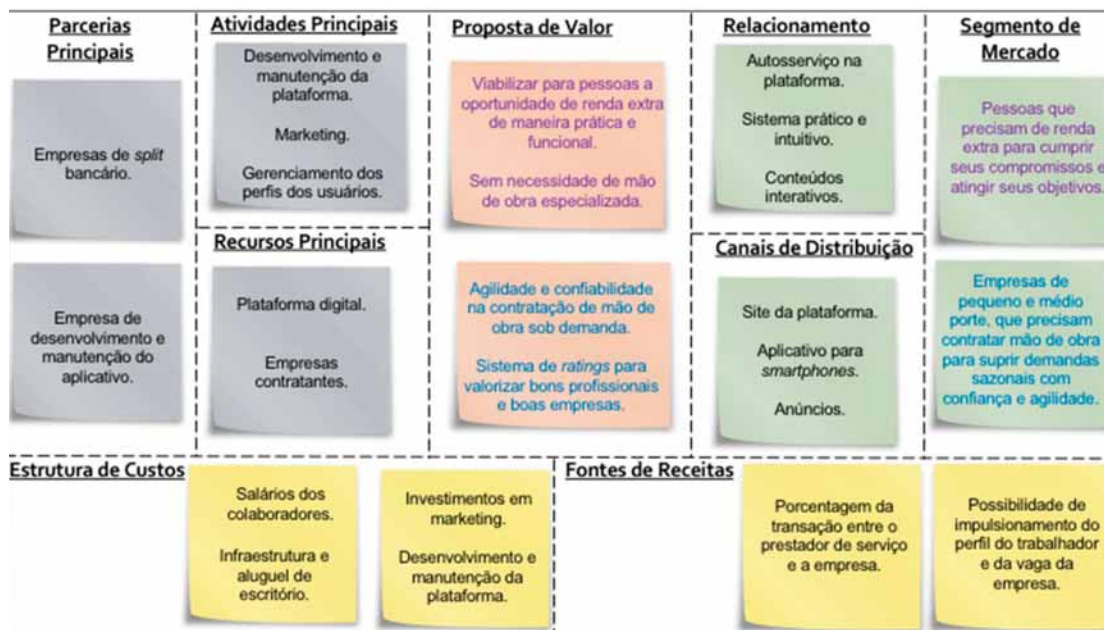 Parcerias
Principais
Empresas de split
bancário.
Empresa de
desenvolvimento e
manutenção do
aplicativo.
Atividades Principais
Desenvolvimento e
manutenção da
plataforma.
Marketing.
Gerenciamento dos
perfis dos usuários.
Recursos Principais
Plataforma digital.
Empresas
contratantes.
Proposta de Valor
Viabilizar para pessoas a
oportunidade de renda extra
de maneira prática e
funcional.
Sem necessidade de mão
de obra especializada.
Agilidade e confiabilidade
na contratação de mão de
obra sob demanda.
Sistema de ratings para
valorizar bons profissionais
e boas empresas.
Relacionamento
Autosserviço na
plataforma.
Sistema prático e
intuitivo.
Conteúdos
interativos.
Canais de Distribuição
Site da plataforma.
Aplicativo para
smartphones.
Anúncios.
Segmento de
Mercado
Pessoas que
precisam de renda
extra para cumprir
seus compromissos e
atingir seus objetivos.
Empresas de
pequeno e médio
porte, que precisam
contratar mão de obra
para suprir demandas
sazonais com
confiança e agilidade.
Estrutura de Custos
Salários dos
colaboradores.
Infraestrutura e
aluguel de
escritório.
Investimentos em
marketing.
Desenvolvimento e
manutenção da
plataforma.
Fontes de Receitas
Porcentagem da
transação entre o
prestador de serviço
e a empresa.
Possibilidade de
impulsionamento do
perfil do trabalhador
e da vaga da
empresa.